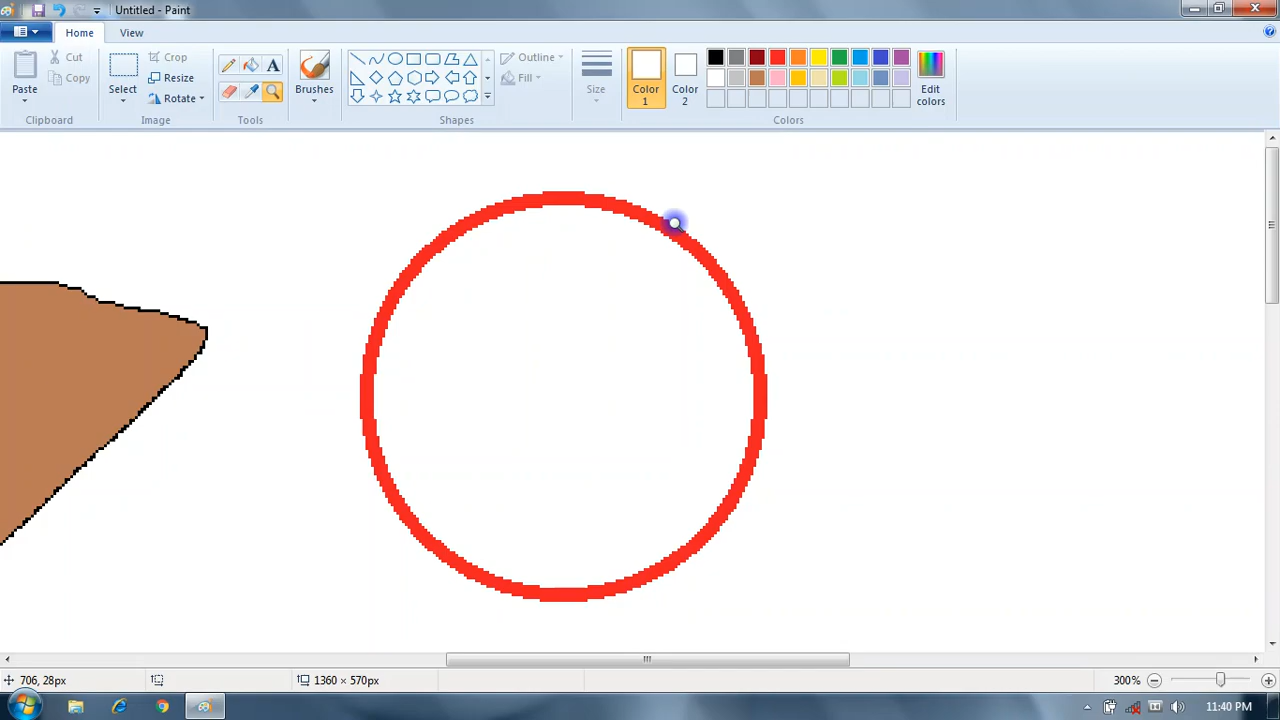 Untitled - Paint
Home View
Paste
Cut
Copy
Clipboard
Select
Crop
Resize
Rotate
Image
A
Tools
Brushes
Shapes
Outline
Fill
Size
Color 1
Color 2
Edit colors
Colors
706, 28px
1360 × 570px
300%
11:40 PM